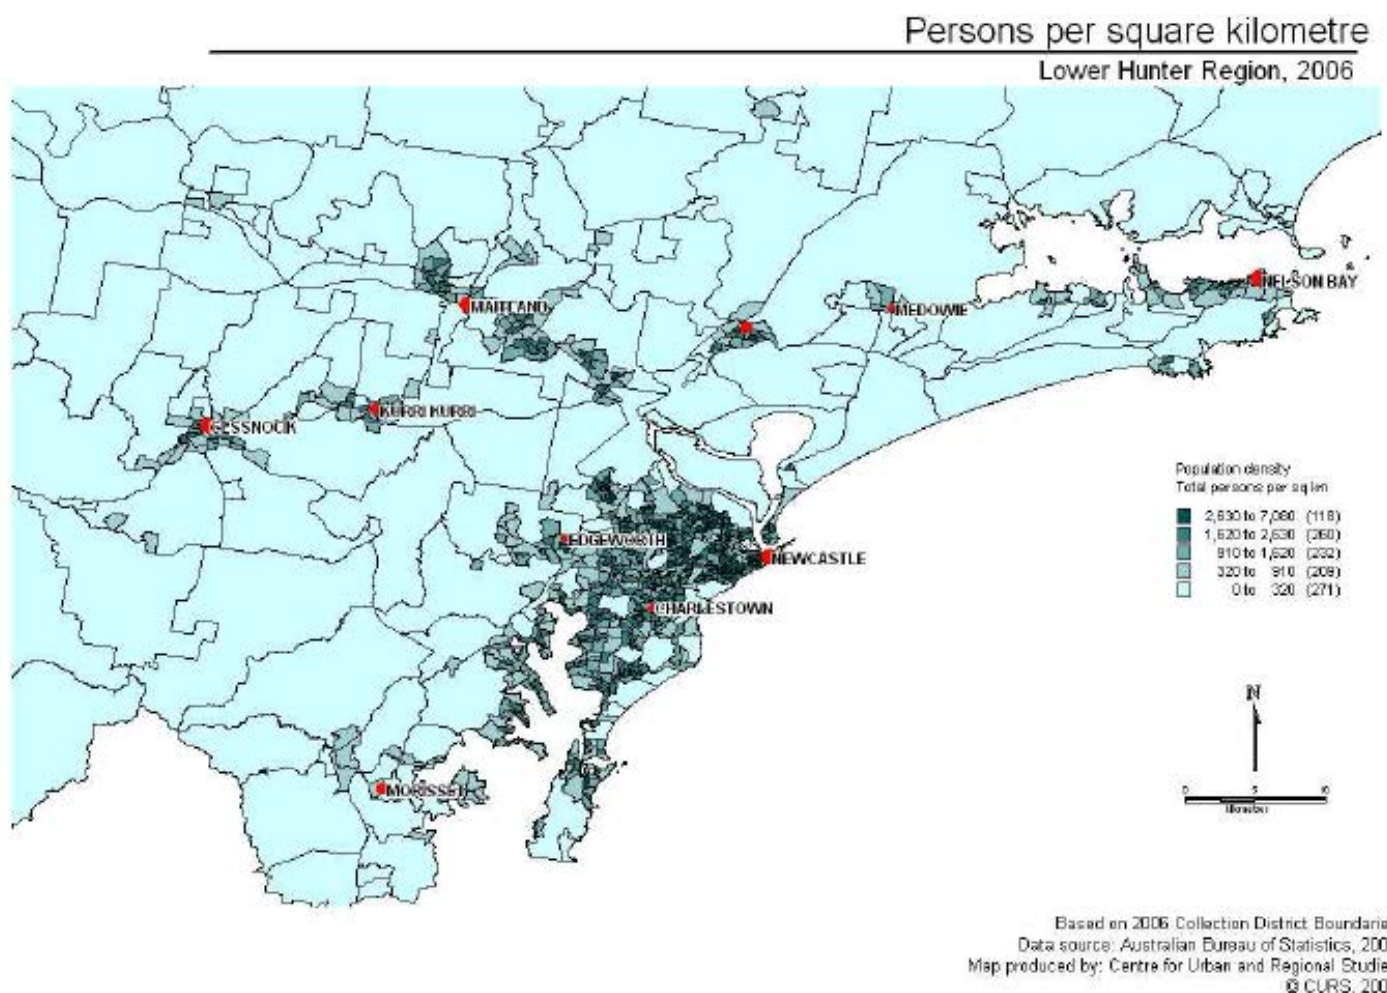 Persons per square kilometre
Lower Hunter Region, 2006
NELSON BAY
MAITLAND
MEDOWIE
KURRI KURRI
CESSNOCK
Population density
Total persons per sq km
2,630 to 7,080 (118)
1,620 to 2,630 (260)
910 to 1,620 (232)
320 to 910 (209)
0 to 320 (271)
EDGEWORTH
NEWCASTLE
CHARLESTOWN
N
MORISSET
0 5 10
kilometres
Based on 2006 Collection District Boundarie
Data source: Australian Bureau of Statistics, 200
Map produced by: Centre for Urban and Regional Studie
© CURS, 200